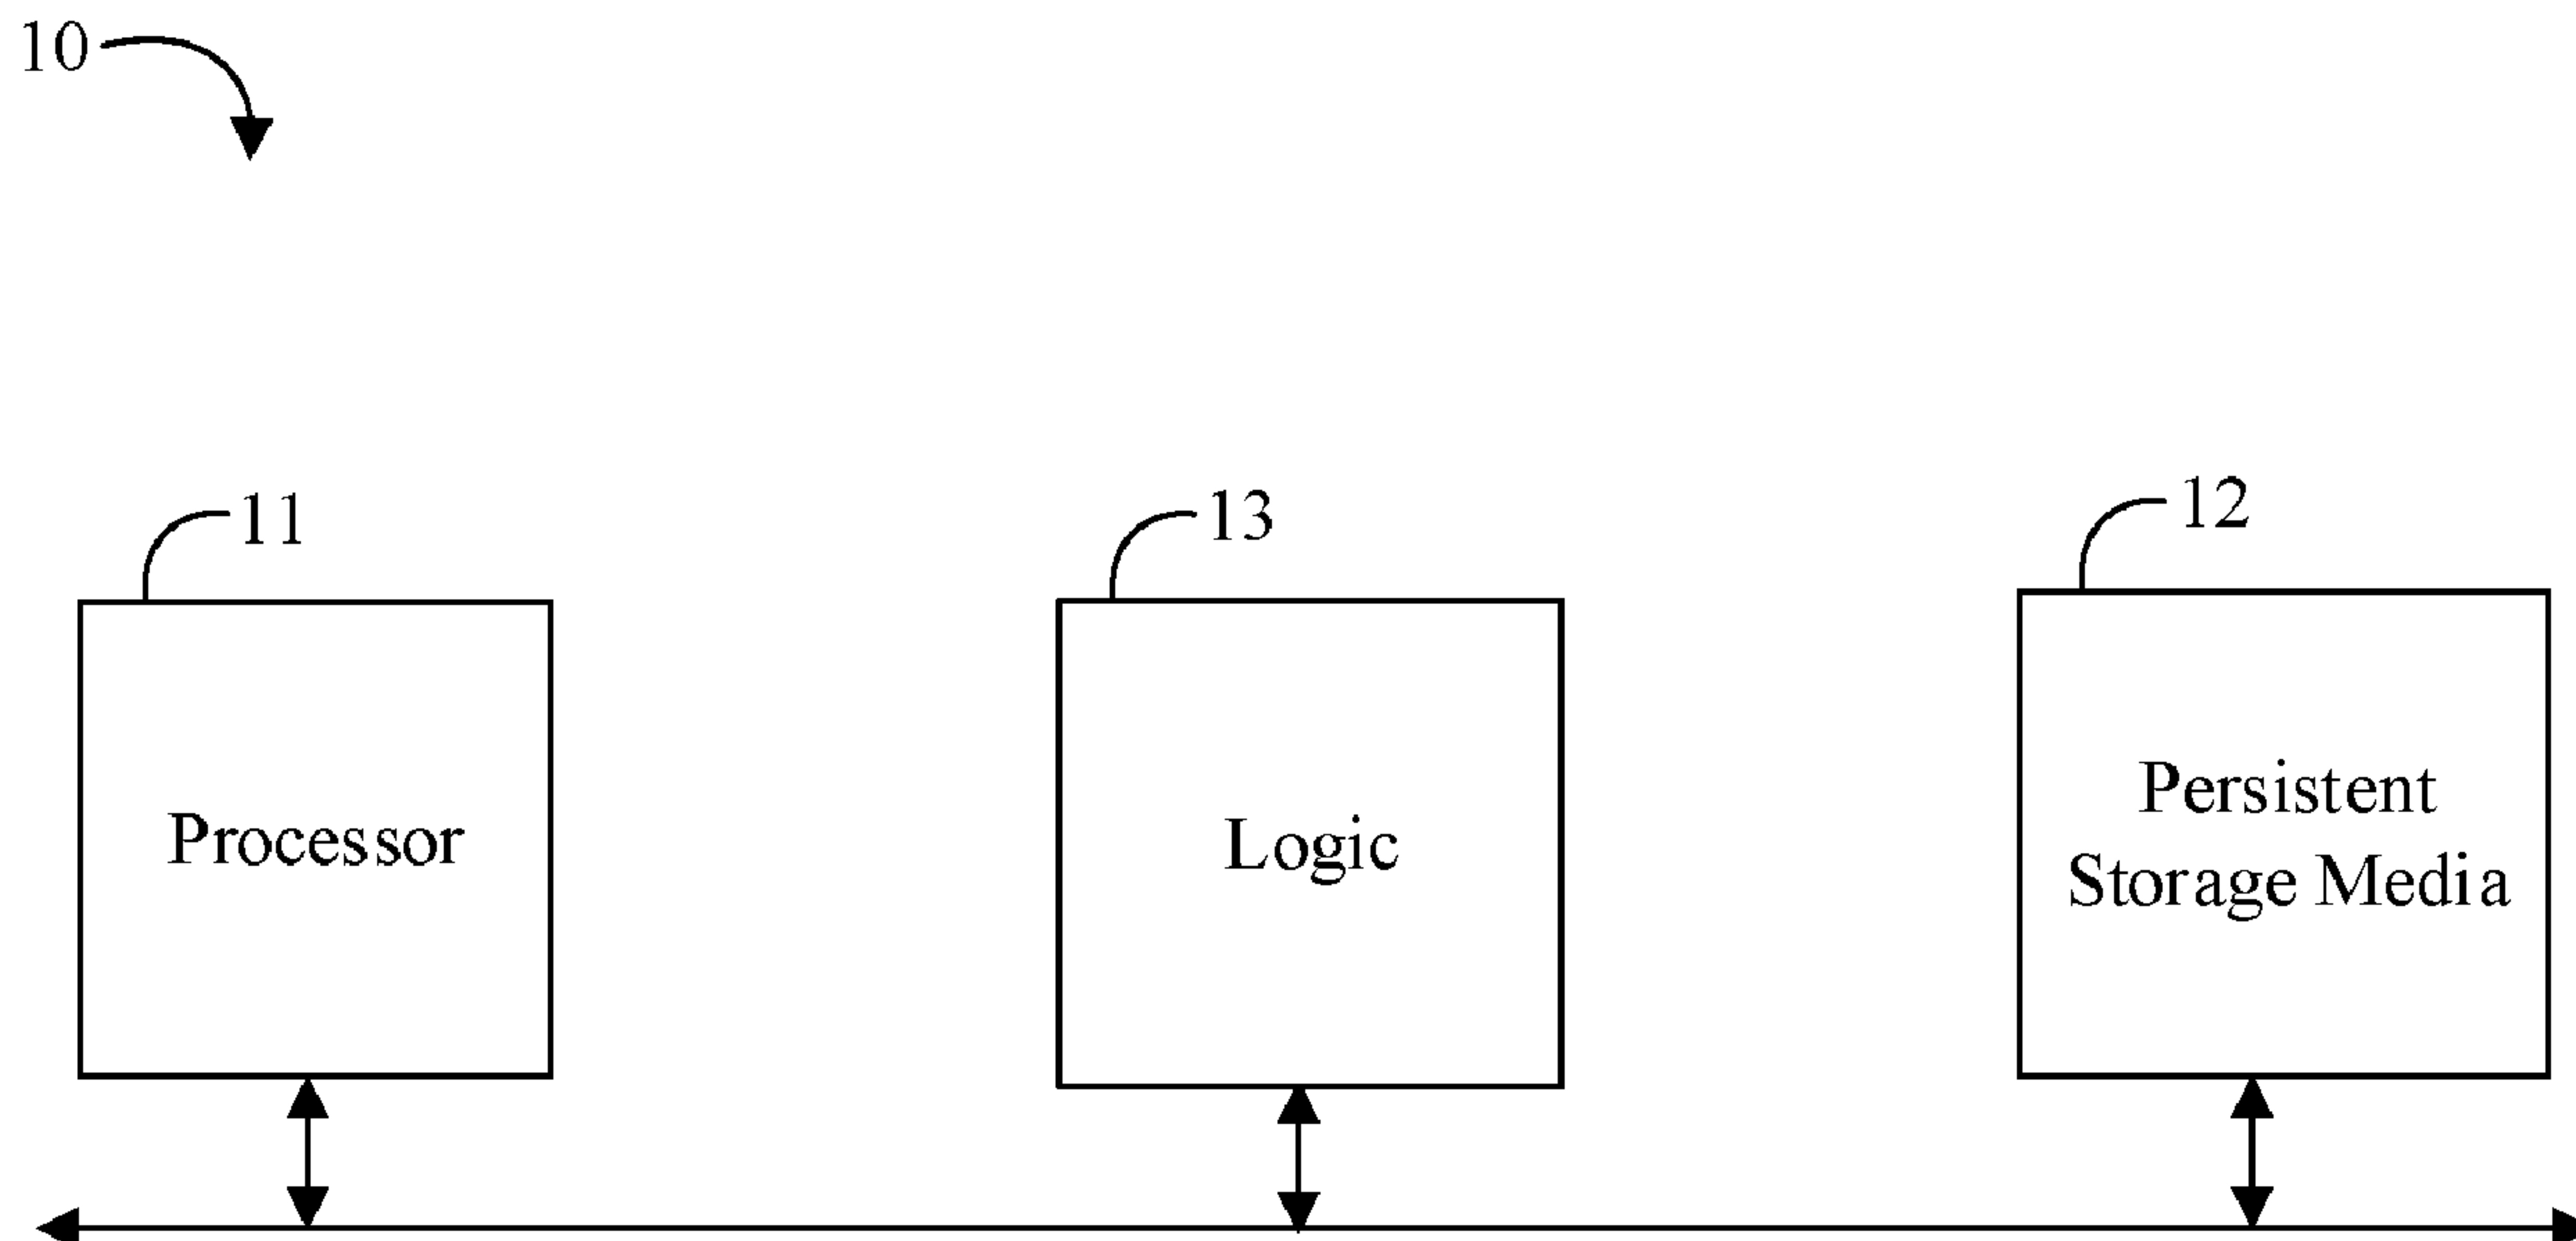 10
11
13
12
Processor
Logic
Persistent
Storage Media